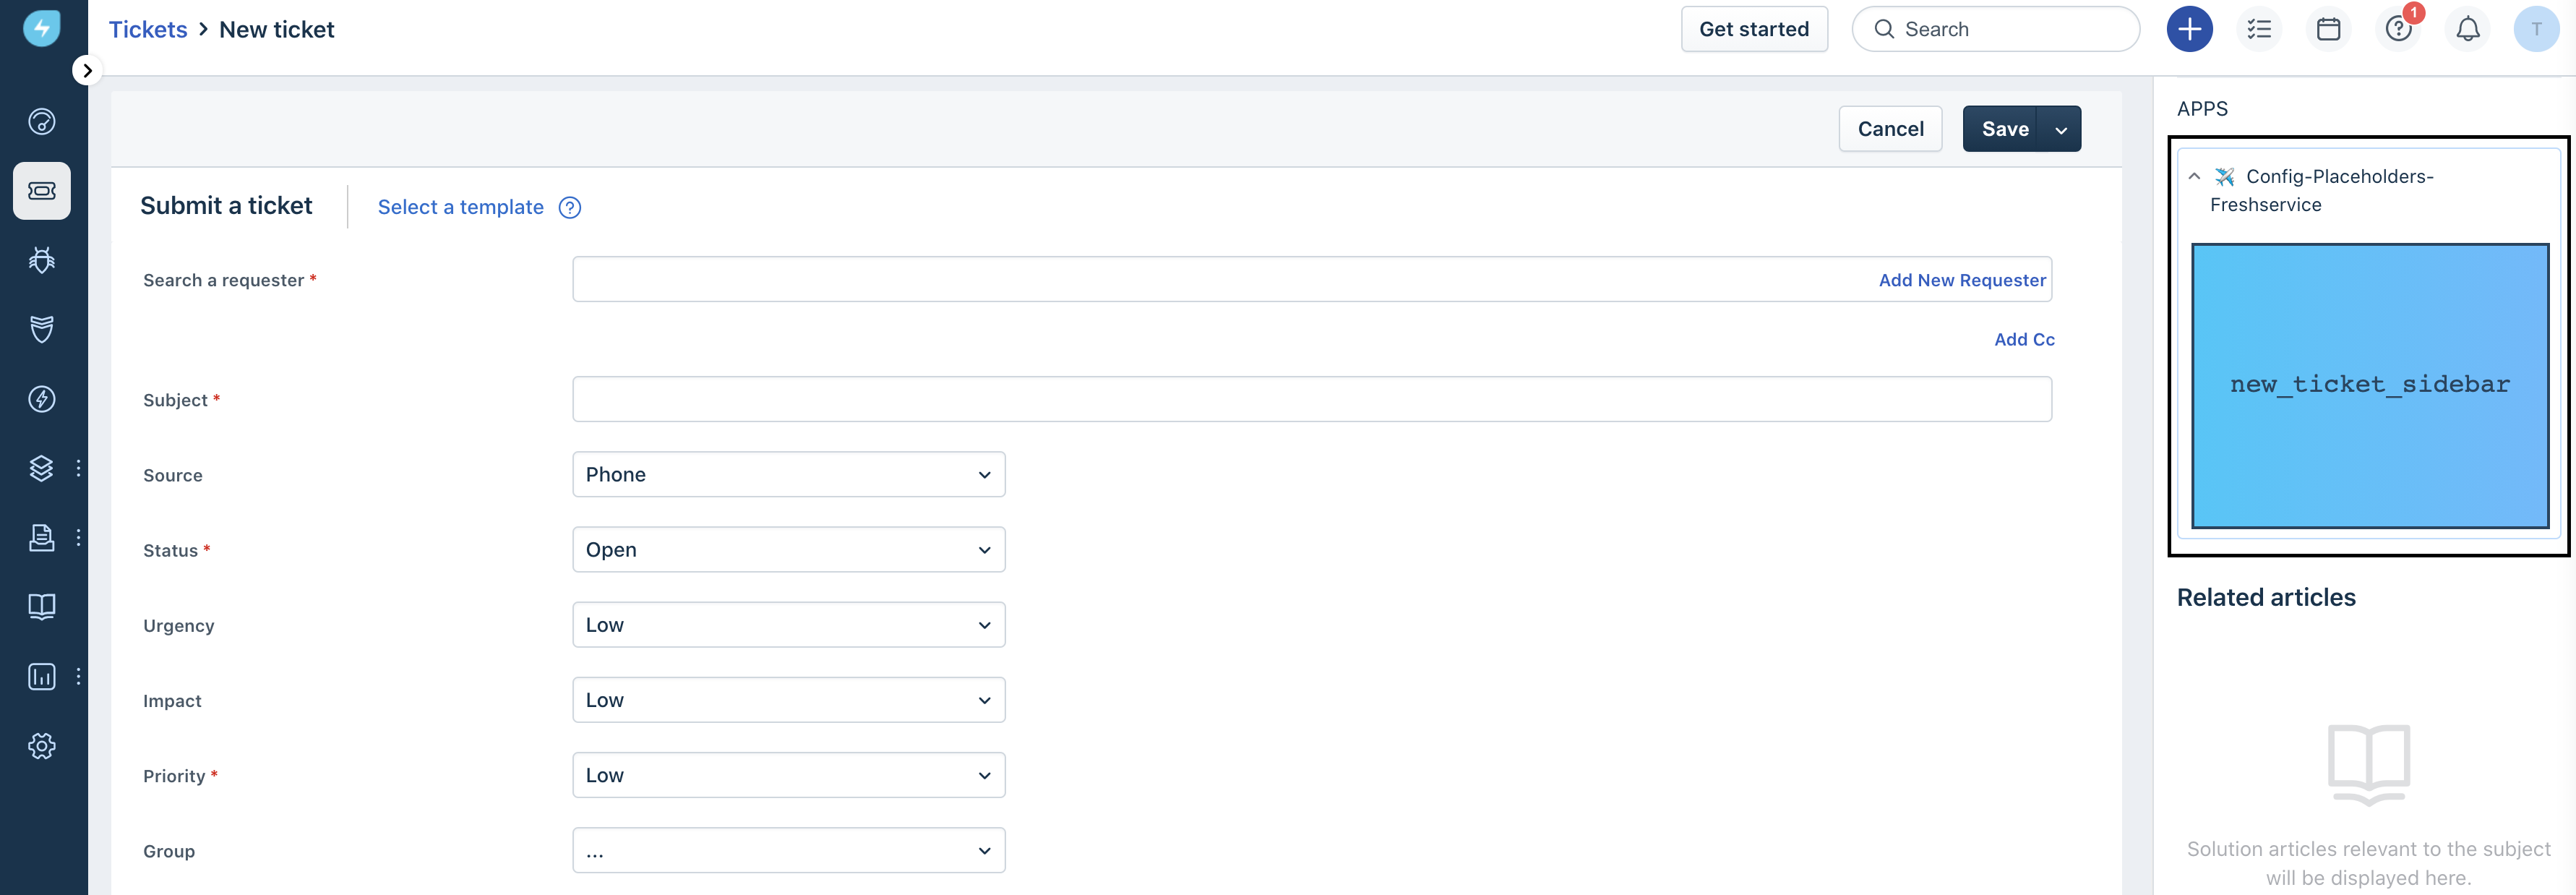 Tickets > New ticket
Get started
Search
1
T
Cancel
Save
Submit a ticket
Select a template
?
Search a requester *
Add New Requester
Add Cc
Subject *
Source
Phone
Status *
Open
Urgency
Low
Impact
Low
Priority *
Low
Group
...
APPS
Config-Placeholders-
Freshservice
new_ticket_sidebar
Related articles
Solution articles relevant to the subject
will be displayed here.